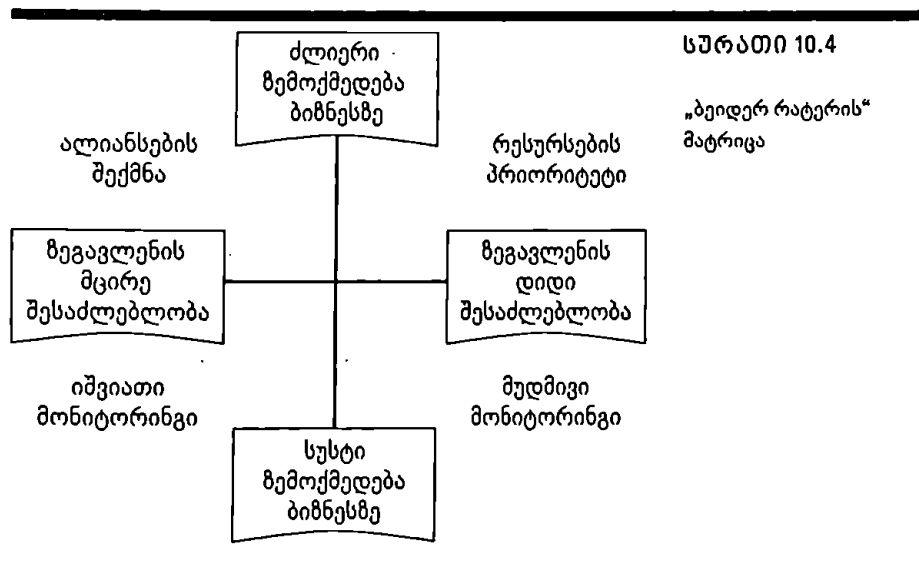 სურათი 10.4
„ბეიდერ რატერის“
მატრიცა
ძლიერი
ზემოქმედება
ბიზნესზე
ალიანსების
შექმნა
რესურსების
პრიორიტეტი
ზეგავლენის
მცირე
შესაძლებლობა
ზეგავლენის
დიდი
შესაძლებლობა
იშვიათი
მონიტორინგი
მუდმივი
მონიტორინგი
სუსტი
ზემოქმედება
ბიზნესზე